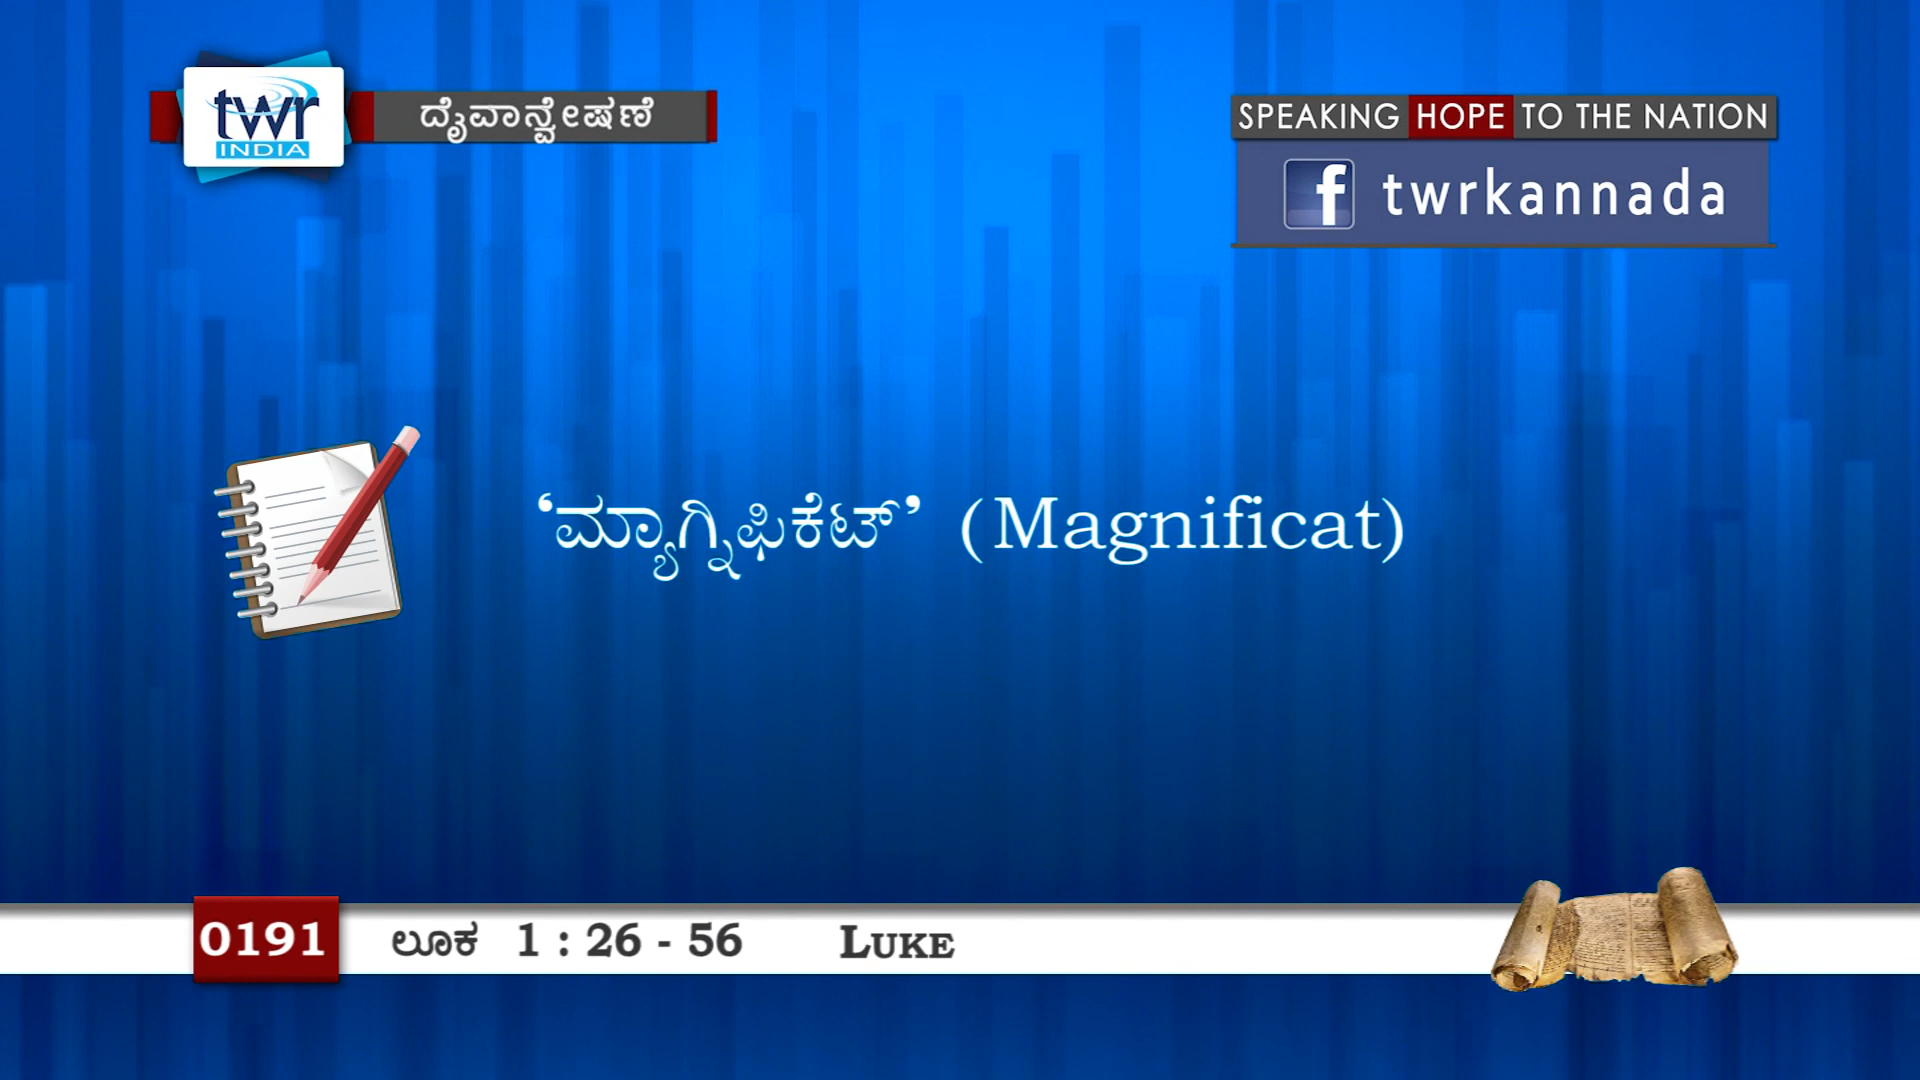 twr
INDIA
ದೈವಾನ್ವೇಷಣೆ
SPEAKING HOPE TO THE NATION
f twrkannada
‘ಮ್ಯಾಗ್ನಿಫಿಕೆಟ್’ (Magnificat)
0191 ಲೂಕ 1 : 26 - 56 LUKE